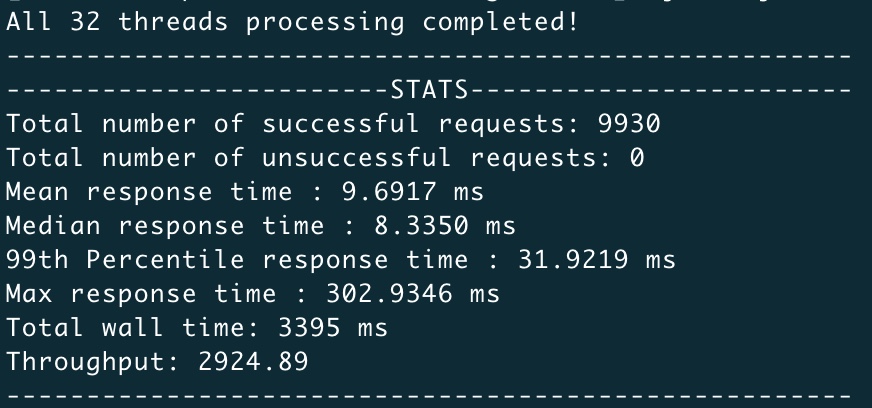 All 32 threads processing completed!
-----------------------------------------------------
------------------------STATS------------------------
Total number of successful requests: 9930
Total number of unsuccessful requests: 0
Mean response time : 9.6917 ms
Median response time : 8.3350 ms
99th Percentile response time : 31.9219 ms
Max response time : 302.9346 ms
Total wall time: 3395 ms
Throughput: 2924.89
-----------------------------------------------------